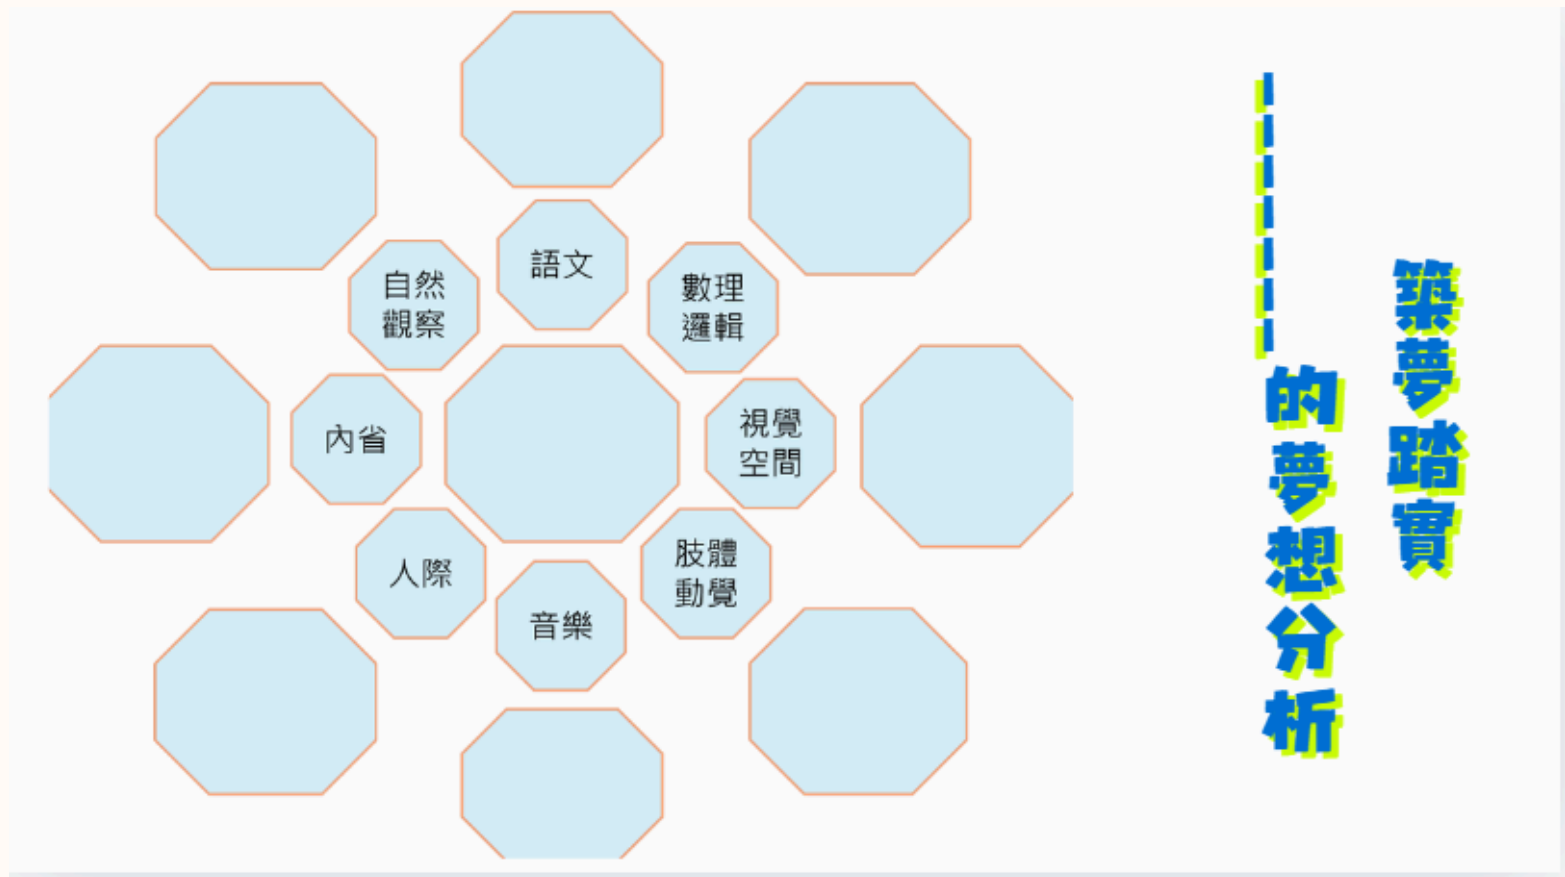 築夢踏實
的夢想分析
語文
數理
邏輯
視覺
空間
肢體
動覺
音樂
人際
內省
自然
觀察